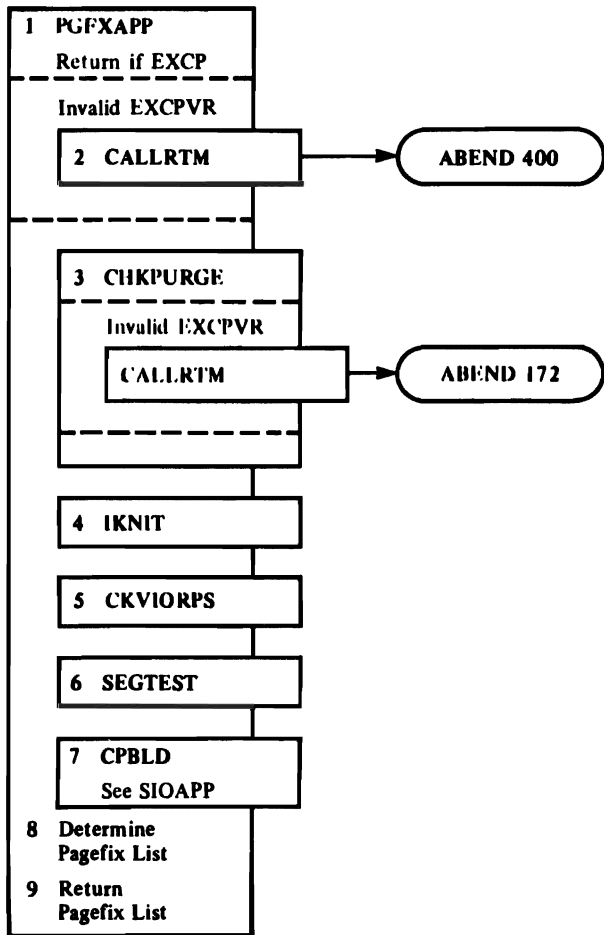 1 PGFXAPP
Return if EXCP
Invalid EXCPVR
2 CALLRTM
ABEND 400
3 CHKPURGE
Invalid EXCPVR
CALLRTM
ABEND 172
4 IKNIT
5 CKVIORPS
6 SEGTEST
7 CPBLD
See SIOAPP
8 Determine
Pagefix List
9 Return
Pagefix List